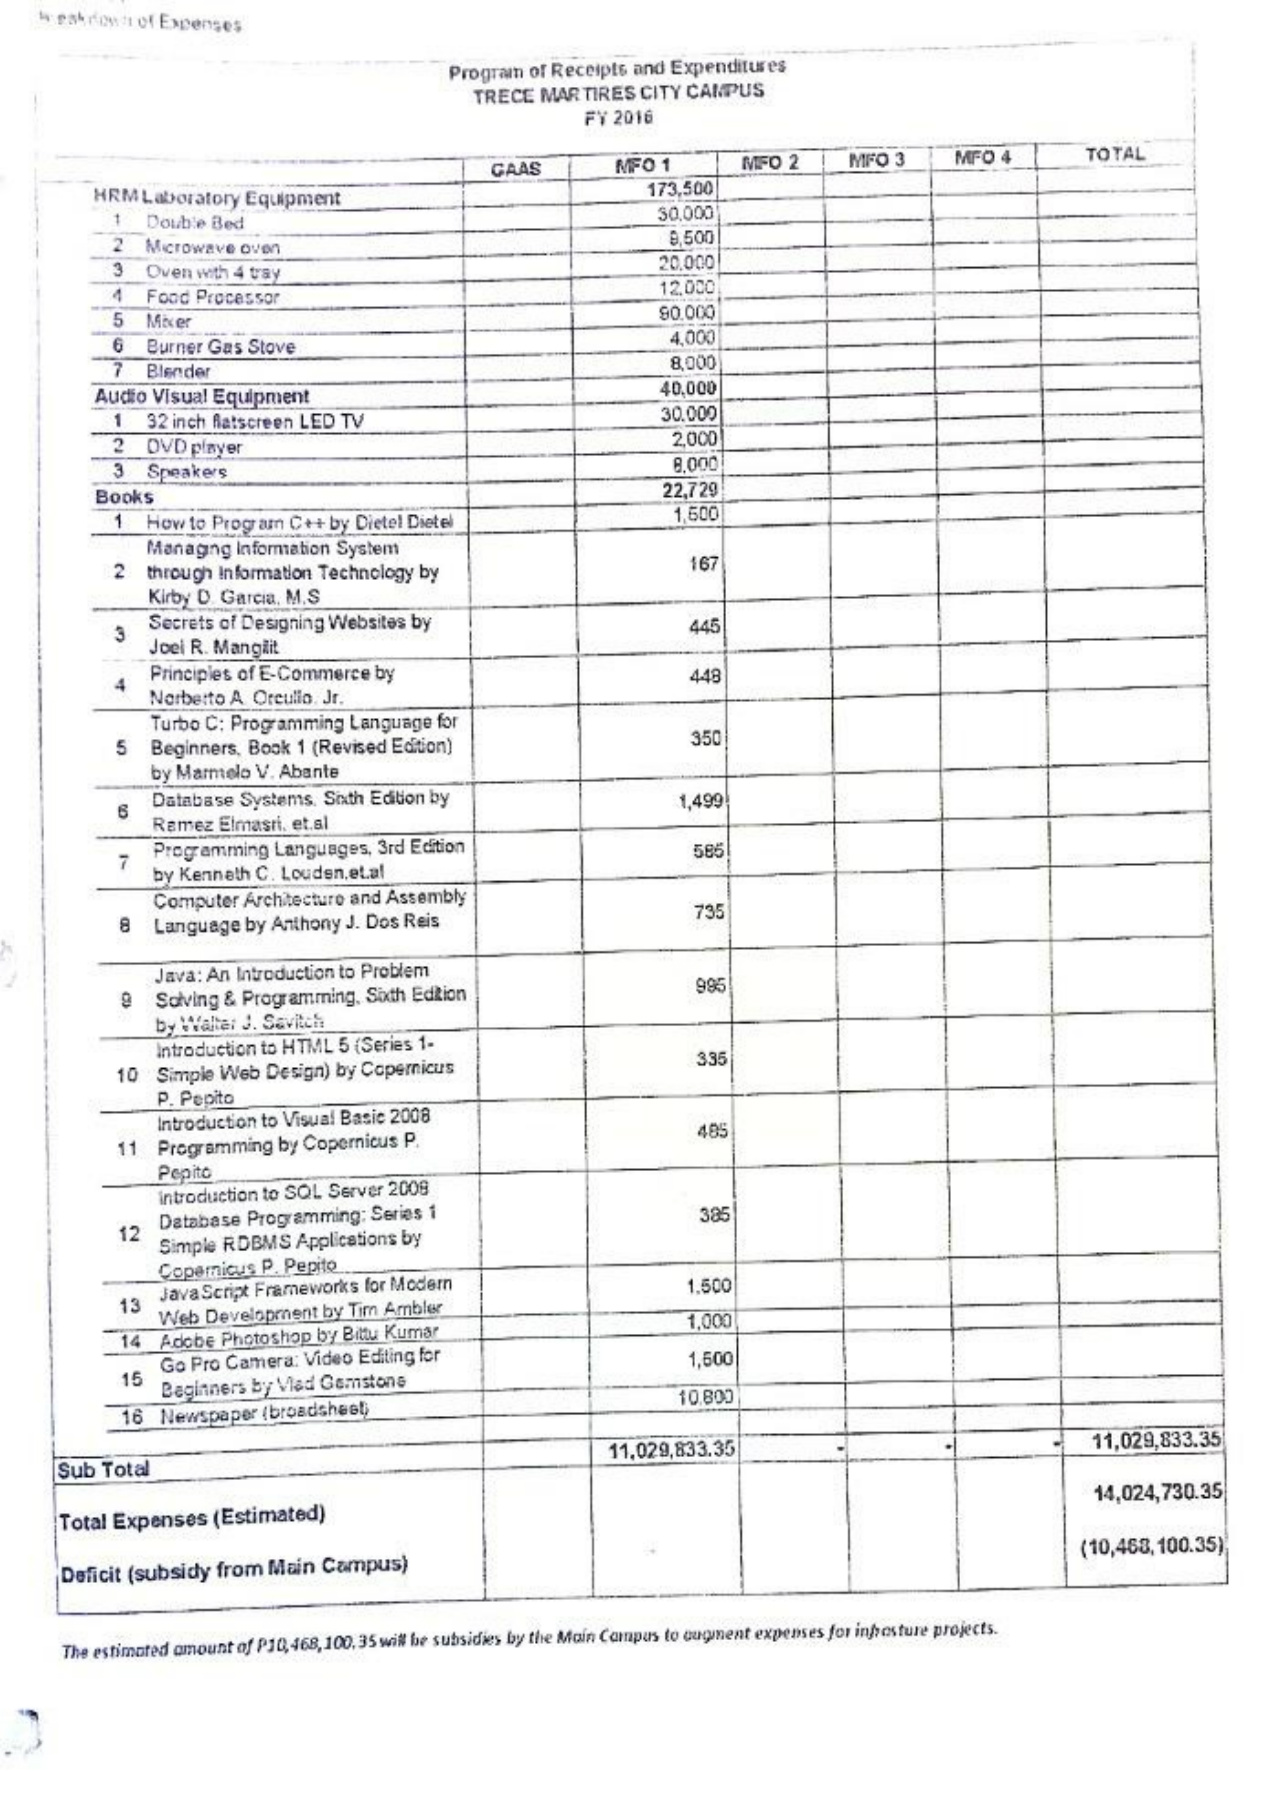 Breakdown of Expenses
Program of Receipts and Expenditures
TRECE MARTIRES CITY CAMPUS
FY 2016
GAAS MFO 1 MFO 2 MFO 3 MFO 4 TOTAL
HRM Laboratory Equipment 173,500
1 Double Bed 30,000
2 Microwave oven 9,500
3 Oven with 4 tray 20,000
4 Food Processor 12,000
5 Mixer 90,000
6 Burner Gas Stove 4,000
7 Blender 8,000
Audio Visual Equipment 40,000
1 32 inch flatscreen LED TV 30,000
2 DVD player 2,000
3 Speakers 8,000
Books 22,729
1 How to Program C++ by Dietel Dietel 1,500
Managing Information System
2 through Information Technology by 167
Kirby D. Garcia, M.S
3 Secrets of Designing Websites by 445
Joel R. Mangilit
4 Principles of E-Commerce by 448
Norberto A. Orcullo, Jr.
Turbo C: Programming Language for
5 Beginners, Book 1 (Revised Edition) 350
by Marmelo V. Abante
6 Database Systems, Sixth Edition by 1,499
Ramez Elmasri, et.al
7 Programming Languages, 3rd Edition 585
by Kenneth C. Louden,et.al
Computer Architecture and Assembly
8 Language by Anthony J. Dos Reis 735
Java: An Introduction to Problem
9 Solving & Programming, Sixth Edition 995
by Walter J. Savitch
Introduction to HTML 5 (Series 1-
10 Simple Web Design) by Copernicus 335
P. Pepito
Introduction to Visual Basic 2008
11 Programming by Copernicus P. 485
Pepito
Introduction to SQL Server 2008
12 Database Programming: Series 1 385
Simple RDBMS Applications by
Copernicus P. Pepito
13 JavaScript Frameworks for Modern 1,500
Web Development by Tim Ambler
14 Adobe Photoshop by Bittu Kumar 1,000
15 Go Pro Camera: Video Editing for 1,500
Beginners by Vlad Gemstone
16 Newspaper (broadsheet) 10,800
Sub Total 11,029,833.35 - - - 11,029,833.35
Total Expenses (Estimated) 14,024,730.35
Deficit (subsidy from Main Campus) (10,468,100.35)
The estimated amount of P10,468,100.35 will be subsidies by the Main Campus to augment expenses for infrasture projects.